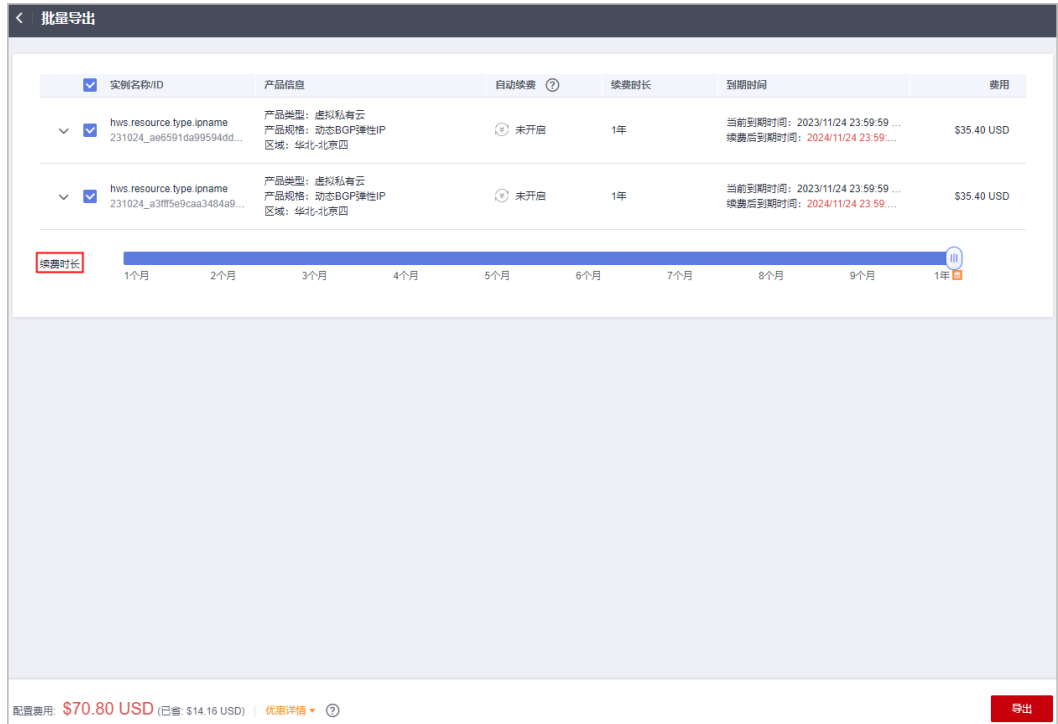 批量导出
实例名称/ID 产品信息 自动续费 ? 续费时长 到期时间 费用
hws.resource.type.ipname
231024_ae6591da99594dd...
产品类型：虚拟私有云
产品规格：动态BGP弹性IP
区域：华北-北京四
未开启
1年
当前到期时间：2023/11/24 23:59:59 ...
续费后到期时间：2024/11/24 23:59:...
$35.40 USD
hws.resource.type.ipname
231024_a3fff5e9caa3484a9...
产品类型：虚拟私有云
产品规格：动态BGP弹性IP
区域：华北-北京四
未开启
1年
当前到期时间：2023/11/24 23:59:59 ...
续费后到期时间：2024/11/24 23:59:...
$35.40 USD
续费时长
1个月 2个月 3个月 4个月 5个月 6个月 7个月 8个月 9个月 1年
配置费用: $70.80 USD (已省: $14.16 USD) 优惠详情 ?
导出